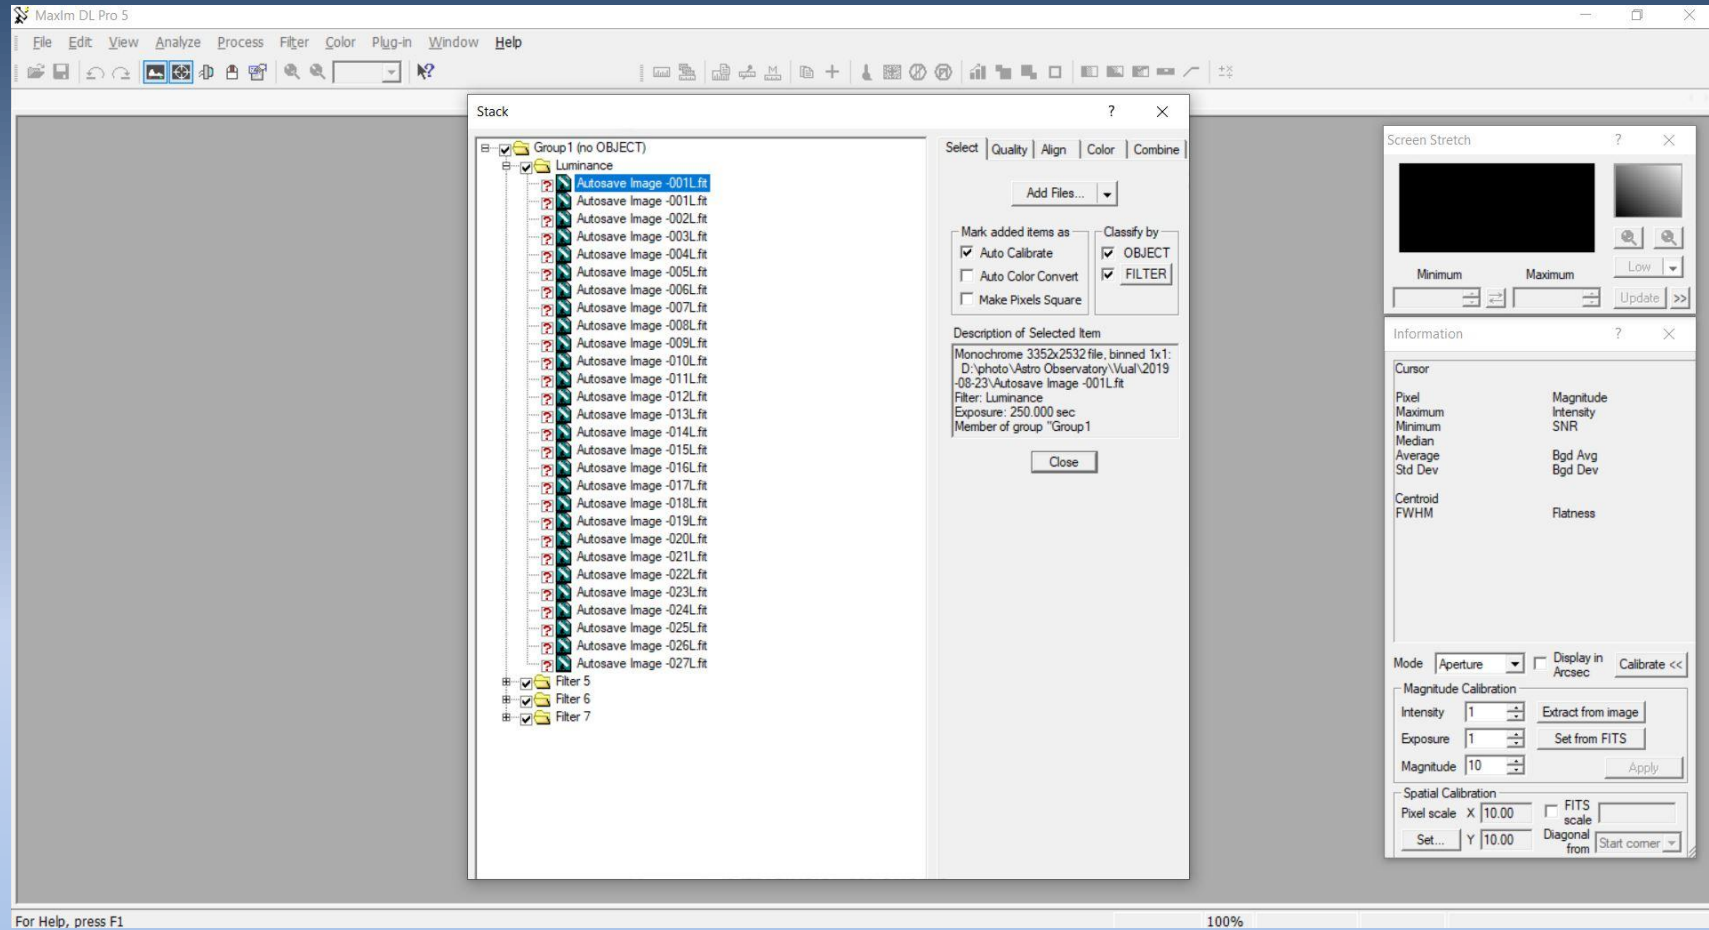 MaxIm DL Pro 5
File Edit View Analyze Process Filter Color Plug-in Window Help
Stack ?
Group1 (no OBJECT)
Luminance
Autosave Image -001L.fit
Autosave Image -001L.fit
Autosave Image -002L.fit
Autosave Image -003L.fit
Autosave Image -004L.fit
Autosave Image -005L.fit
Autosave Image -006L.fit
Autosave Image -007L.fit
Autosave Image -008L.fit
Autosave Image -009L.fit
Autosave Image -010L.fit
Autosave Image -011L.fit
Autosave Image -012L.fit
Autosave Image -013L.fit
Autosave Image -014L.fit
Autosave Image -015L.fit
Autosave Image -016L.fit
Autosave Image -017L.fit
Autosave Image -018L.fit
Autosave Image -019L.fit
Autosave Image -020L.fit
Autosave Image -021L.fit
Autosave Image -022L.fit
Autosave Image -023L.fit
Autosave Image -024L.fit
Autosave Image -025L.fit
Autosave Image -026L.fit
Autosave Image -027L.fit
Filter 5
Filter 6
Filter 7
Select Quality Align Color Combine
Add Files...
Mark added items as
Auto Calibrate
Auto Color Convert
Make Pixels Square
Classify by
OBJECT
FILTER
Description of Selected Item
Monochrome 3352x2532 file, binned 1x1:
D:\photo\Astro Observatory\Vual\2019
-08-23\Autosave Image -001L.fit
Filter: Luminance
Exposure: 250.000 sec
Member of group "Group1
Close
Screen Stretch ?
Minimum Maximum
Low
Update >>
Information ?
Cursor
Pixel Magnitude
Maximum Intensity
Minimum SNR
Median
Average Bgd Avg
Std Dev Bgd Dev
Centroid
FWHM Flatness
Mode Aperture Display in Arcsec Calibrate <<
Magnitude Calibration
Intensity 1 Extract from image
Exposure 1 Set from FITS
Magnitude 10 Apply
Spatial Calibration
Pixel scale X 10.00 FITS scale
Set... Y 10.00 Diagonal from Start corner
For Help, press F1 100%